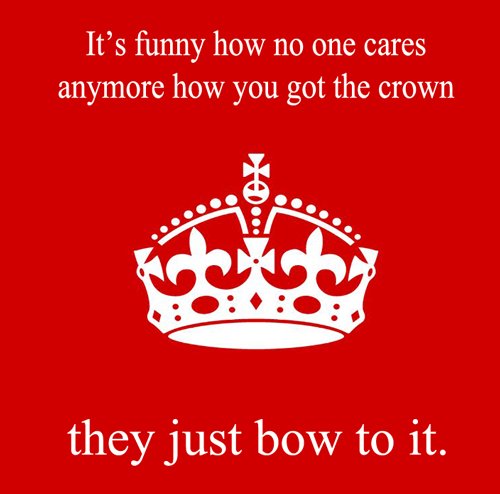 It’s funny how no one cares
anymore how you got the crown
they just bow to it.